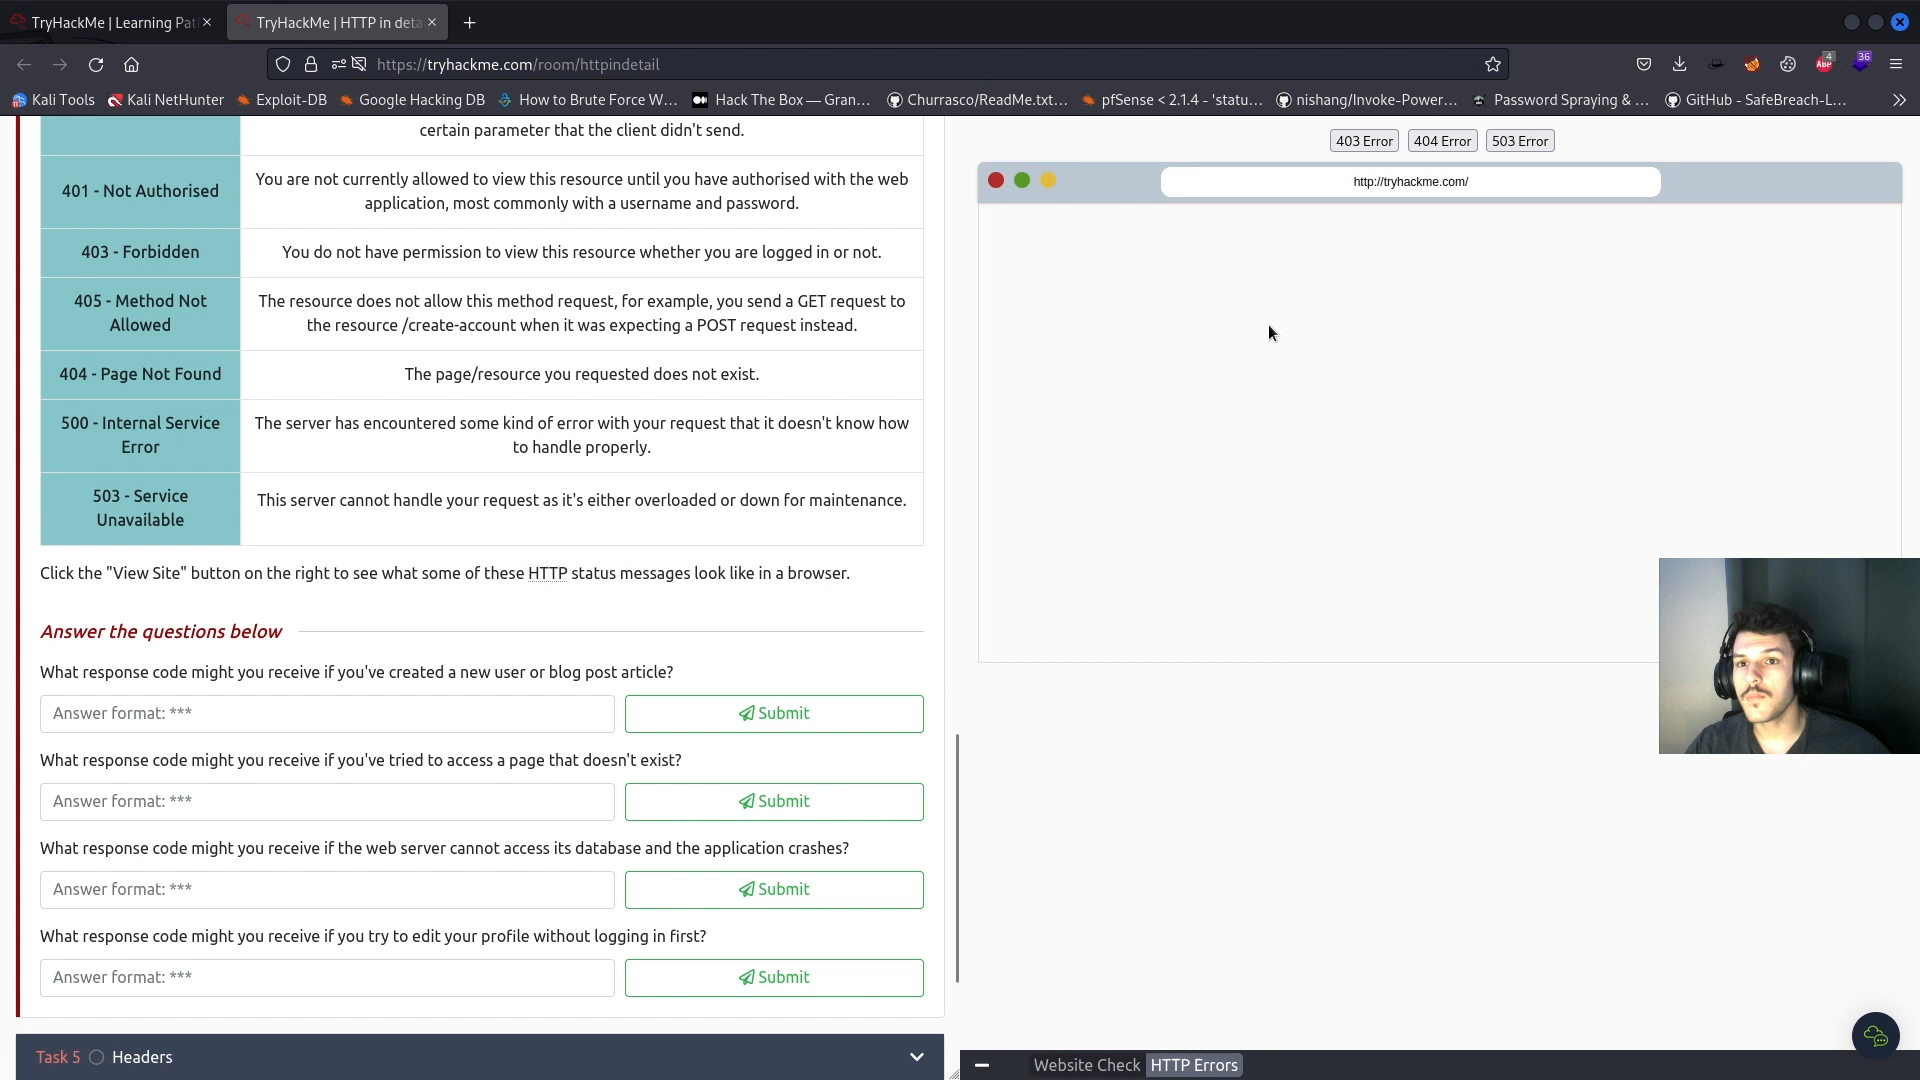 TryHackMe | Learning Pat
TryHackMe | HTTP in deta
https://tryhackme.com/room/httpindetail
4
36
Kali Tools
Kali NetHunter
Exploit-DB
Google Hacking DB
How to Brute Force W...
Hack The Box — Gran...
Churrasco/ReadMe.txt...
pfSense < 2.1.4 - 'statu...
nishang/Invoke-Power...
Password Spraying & ...
GitHub - SafeBreach-L...
certain parameter that the client didn't send.
401 - Not Authorised
You are not currently allowed to view this resource until you have authorised with the web
application, most commonly with a username and password.
403 - Forbidden
You do not have permission to view this resource whether you are logged in or not.
405 - Method Not
Allowed
The resource does not allow this method request, for example, you send a GET request to
the resource /create-account when it was expecting a POST request instead.
404 - Page Not Found
The page/resource you requested does not exist.
500 - Internal Service
Error
The server has encountered some kind of error with your request that it doesn't know how
to handle properly.
503 - Service
Unavailable
This server cannot handle your request as it's either overloaded or down for maintenance.
Click the "View Site" button on the right to see what some of these HTTP status messages look like in a browser.
Answer the questions below
What response code might you receive if you've created a new user or blog post article?
Answer format: ***
Submit
What response code might you receive if you've tried to access a page that doesn't exist?
Answer format: ***
Submit
What response code might you receive if the web server cannot access its database and the application crashes?
Answer format: ***
Submit
What response code might you receive if you try to edit your profile without logging in first?
Answer format: ***
Submit
Task 5
Headers
403 Error
404 Error
503 Error
http://tryhackme.com/
Website Check
HTTP Errors